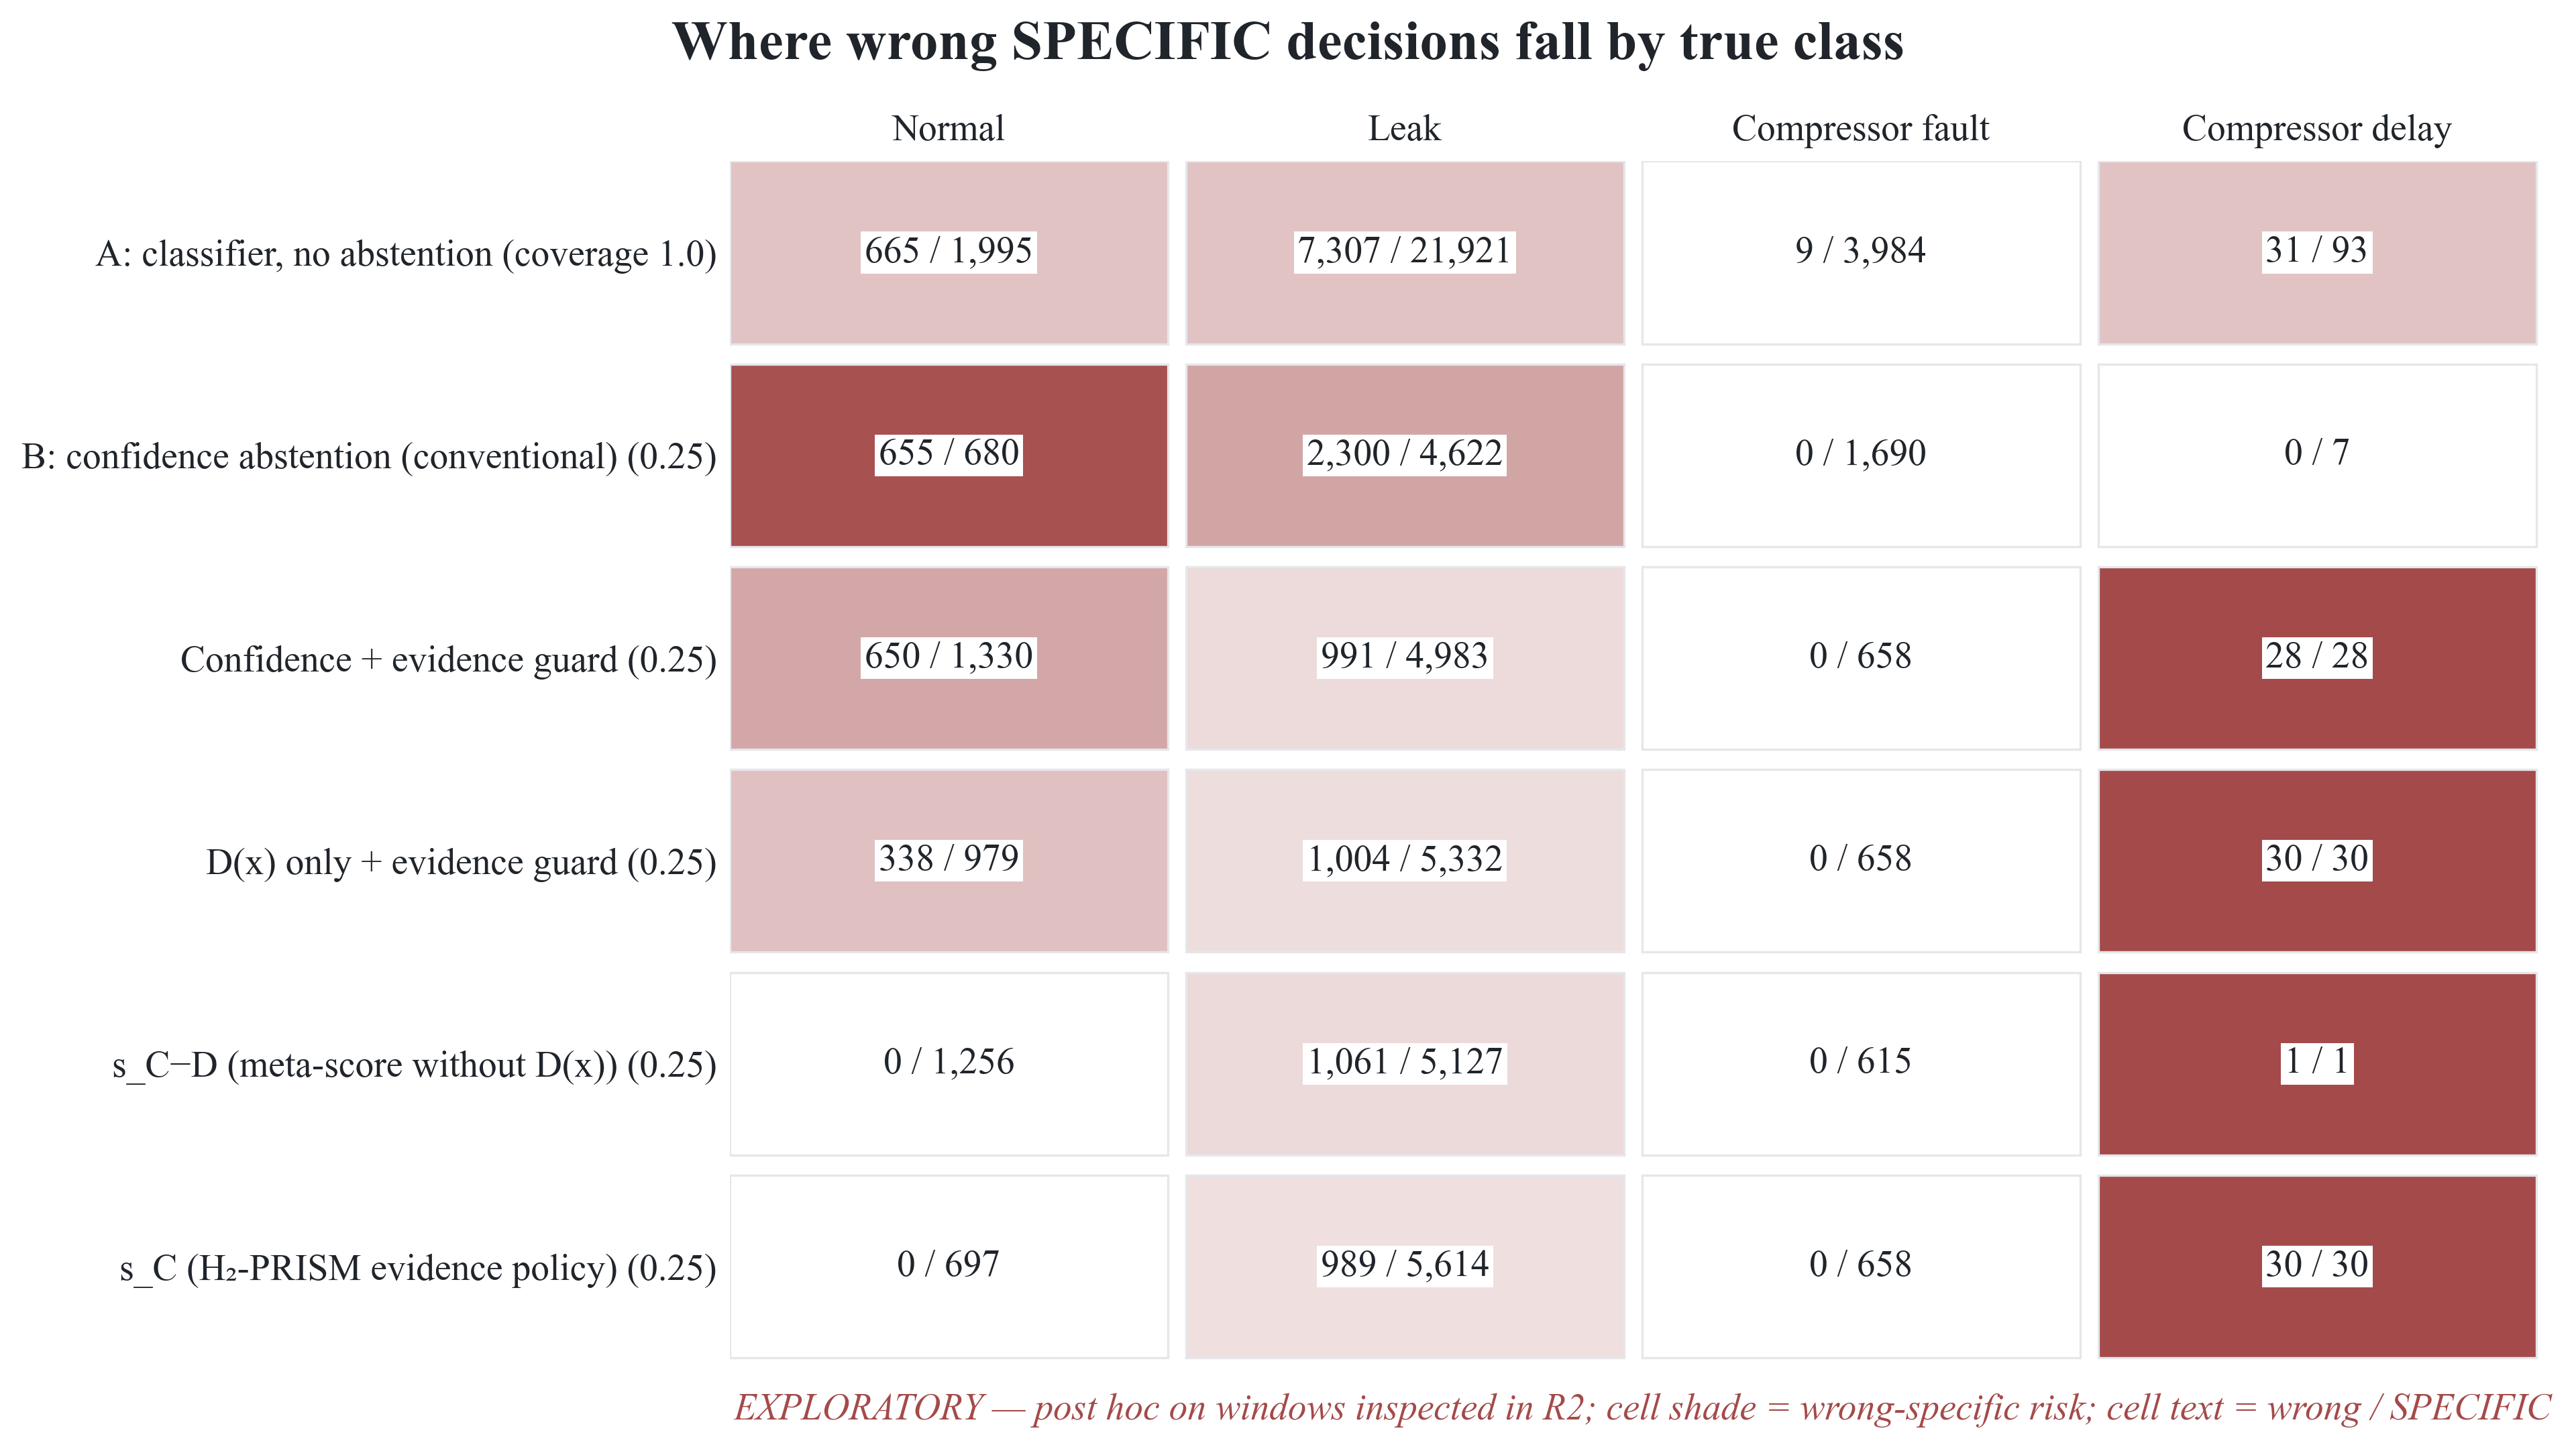 Where wrong SPECIFIC decisions fall by true class
Normal Leak Compressor fault Compressor delay
A: classifier, no abstention (coverage 1.0) 665 / 1,995 7,307 / 21,921 9 / 3,984 31 / 93
B: confidence abstention (conventional) (0.25) 655 / 680 2,300 / 4,622 0 / 1,690 0 / 7
Confidence + evidence guard (0.25) 650 / 1,330 991 / 4,983 0 / 658 28 / 28
D(x) only + evidence guard (0.25) 338 / 979 1,004 / 5,332 0 / 658 30 / 30
s_C−D (meta-score without D(x)) (0.25) 0 / 1,256 1,061 / 5,127 0 / 615 1 / 1
s_C (H₂-PRISM evidence policy) (0.25) 0 / 697 989 / 5,614 0 / 658 30 / 30
EXPLORATORY — post hoc on windows inspected in R2; cell shade = wrong-specific risk; cell text = wrong / SPECIFIC